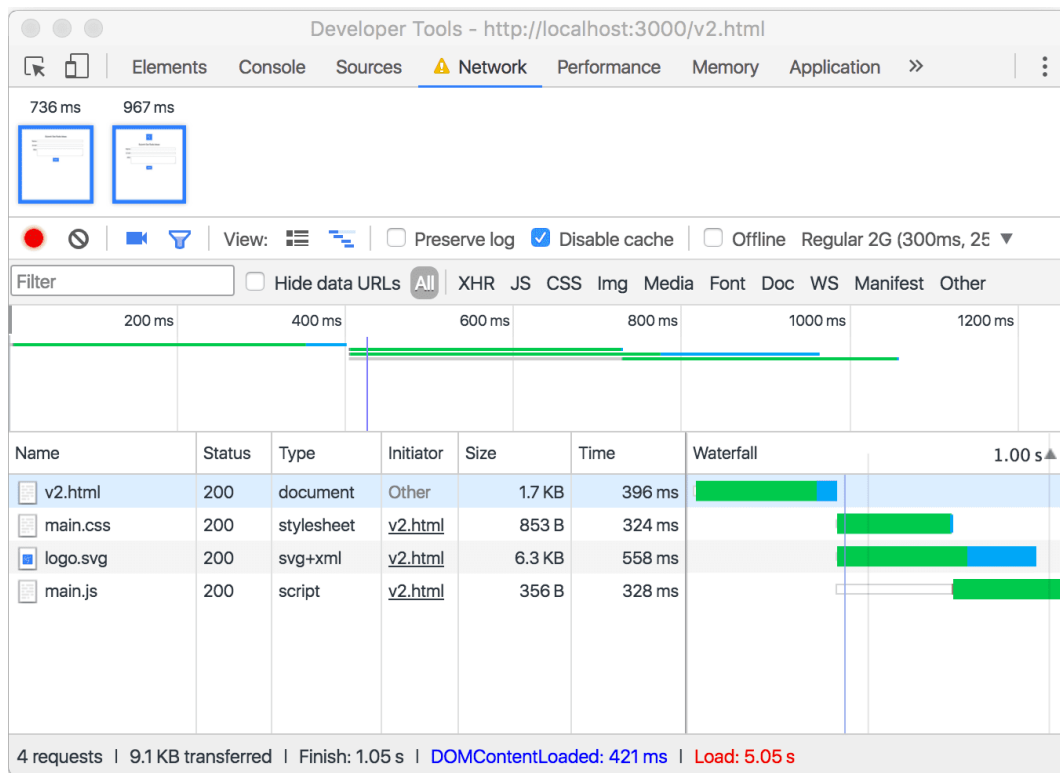 Developer Tools - http://localhost:3000/v2.html
Elements Console Sources Network Performance Memory Application »
736 ms 967 ms
View: Preserve log Disable cache Offline Regular 2G (300ms, 25
Filter Hide data URLs All XHR JS CSS Img Media Font Doc WS Manifest Other
200 ms 400 ms 600 ms 800 ms 1000 ms 1200 ms
Name Status Type Initiator Size Time Waterfall 1.00 s
v2.html 200 document Other 1.7 KB 396 ms
main.css 200 stylesheet v2.html 853 B 324 ms
logo.svg 200 svg+xml v2.html 6.3 KB 558 ms
main.js 200 script v2.html 356 B 328 ms
4 requests | 9.1 KB transferred | Finish: 1.05 s | DOMContentLoaded: 421 ms | Load: 5.05 s